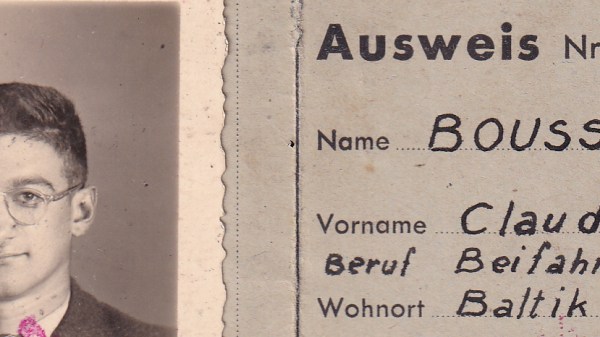 Ausweis Nr
Name BOUSS
Vorname Claud
Beruf Beifahr
Wohnort Baltik